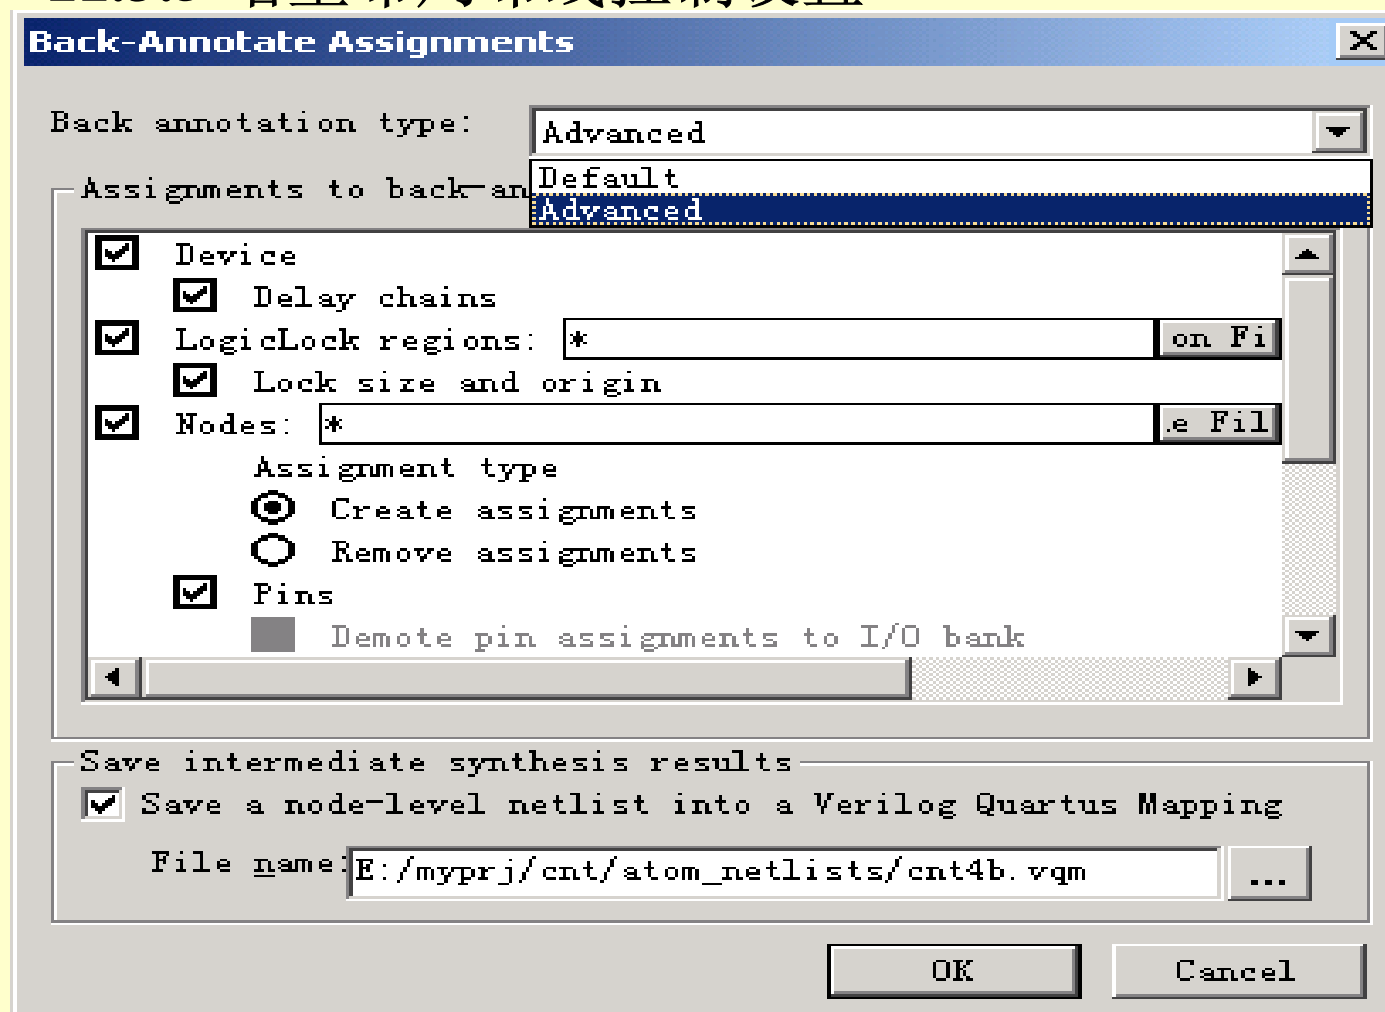 Back-Annotate Assignments
Back annotation type:
Advanced
Default
Advanced
Assignments to back-an
Device
Delay chains
LogicLock regions: *
on Fi
Lock size and origin
Nodes: *
.e Fil
Assignment type
Create assignments
Remove assignments
Pins
Demote pin assignments to I/O bank
Save intermediate synthesis results
Save a node-level netlist into a Verilog Quartus Mapping
File name: E:/myprj/cnt/atom_netlists/cnt4b.vqm ...
OK Cancel